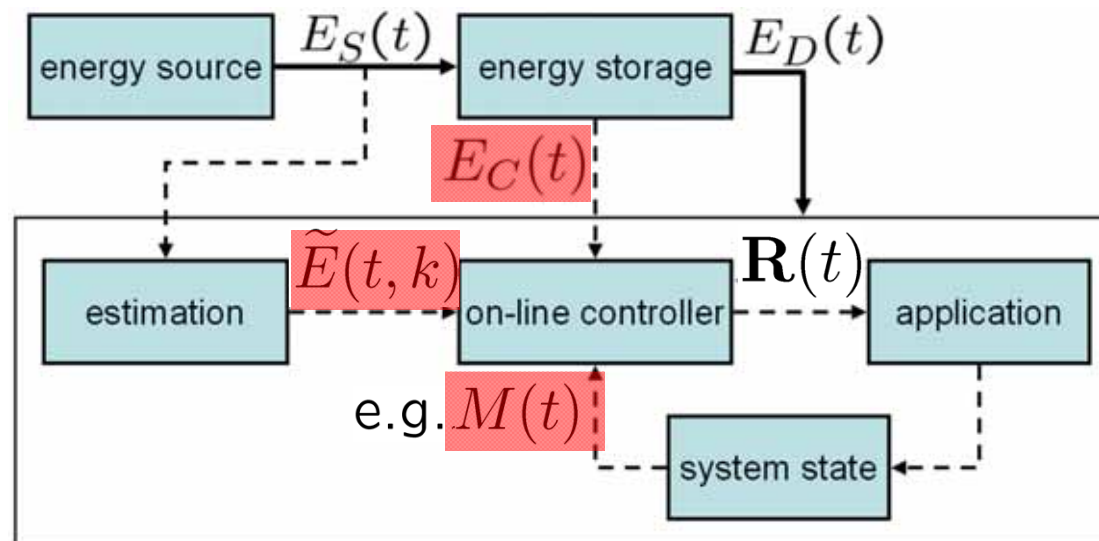 energy source
E_S(t)
energy storage
E_D(t)
E_C(t)
estimation
Ẽ(t, k)
on-line controller
R(t)
application
e.g. M(t)
system state